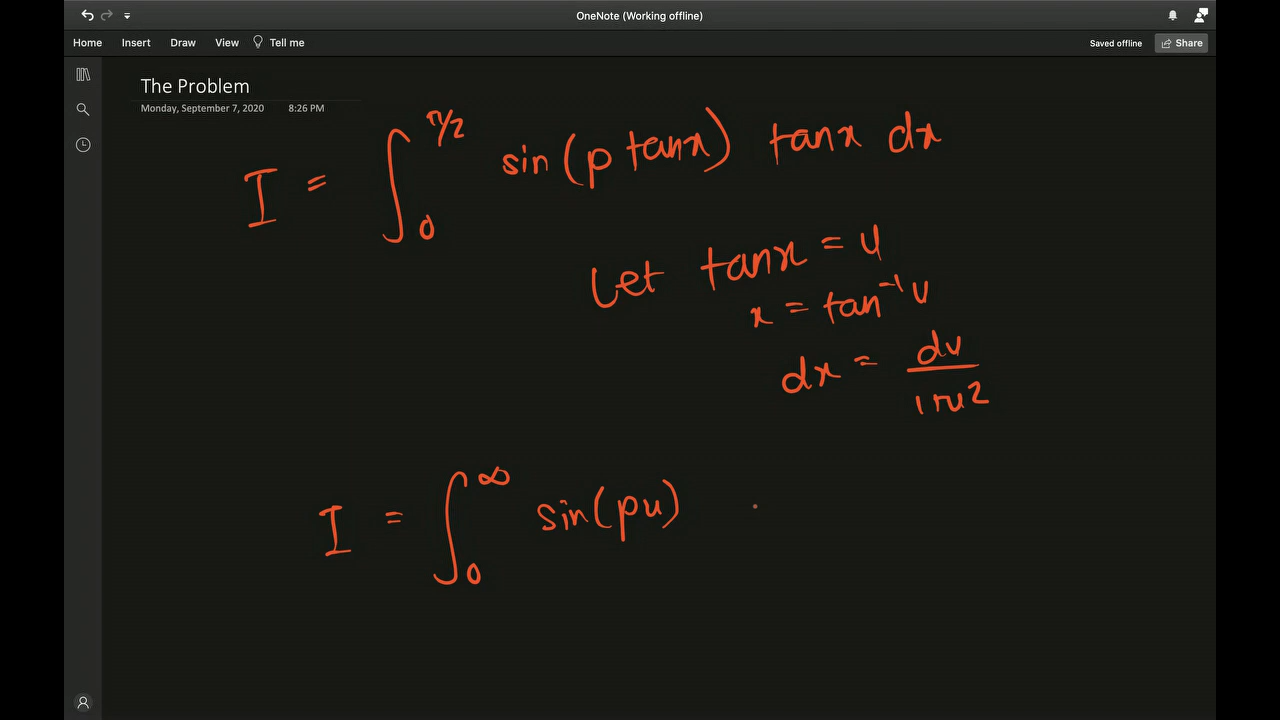 OneNote (Working offline)
Home Insert Draw View Tell me Saved offline Share
The Problem
Monday, September 7, 2020 8:26 PM
I = ∫₀^(π/2) sin(p tanx) tanx dx
Let tanx = u
x = tan⁻¹ u
dx = du/(1+u²)
I = ∫₀^∞ sin(pu)